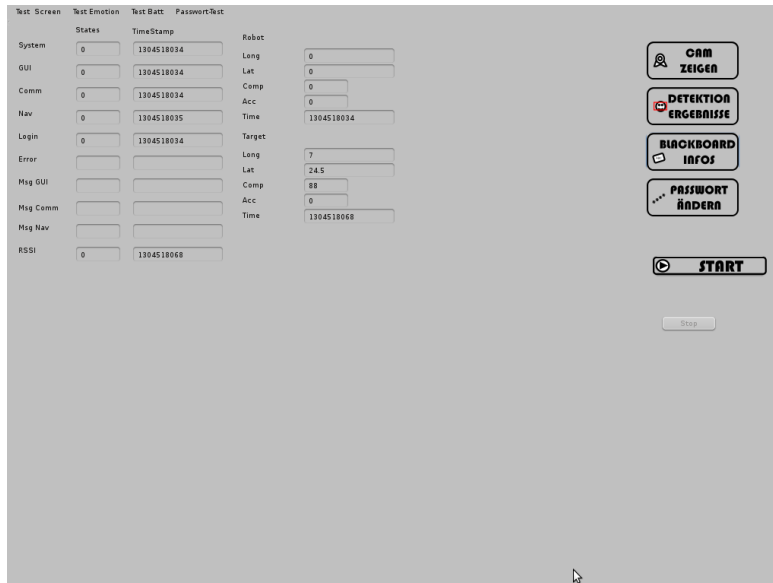 Test Screen Test Emotion Test Batt Passwort-Test
States TimeStamp
System 0 1304518034
GUI 0 1304518034
Comm 0 1304518034
Nav 0 1304518035
Login 0 1304518034
Error
Msg GUI
Msg Comm
Msg Nav
RSSI 0 1304518068
Robot
Long 0
Lat 0
Comp 0
Acc 0
Time 1304518034
Target
Long 7
Lat 24.5
Comp 88
Acc 0
Time 1304518068
CAM
ZEIGEN
DETEKTION
ERGEBNISSE
BLACKBOARD
INFOS
PASSWORT
ÄNDERN
START
Stop